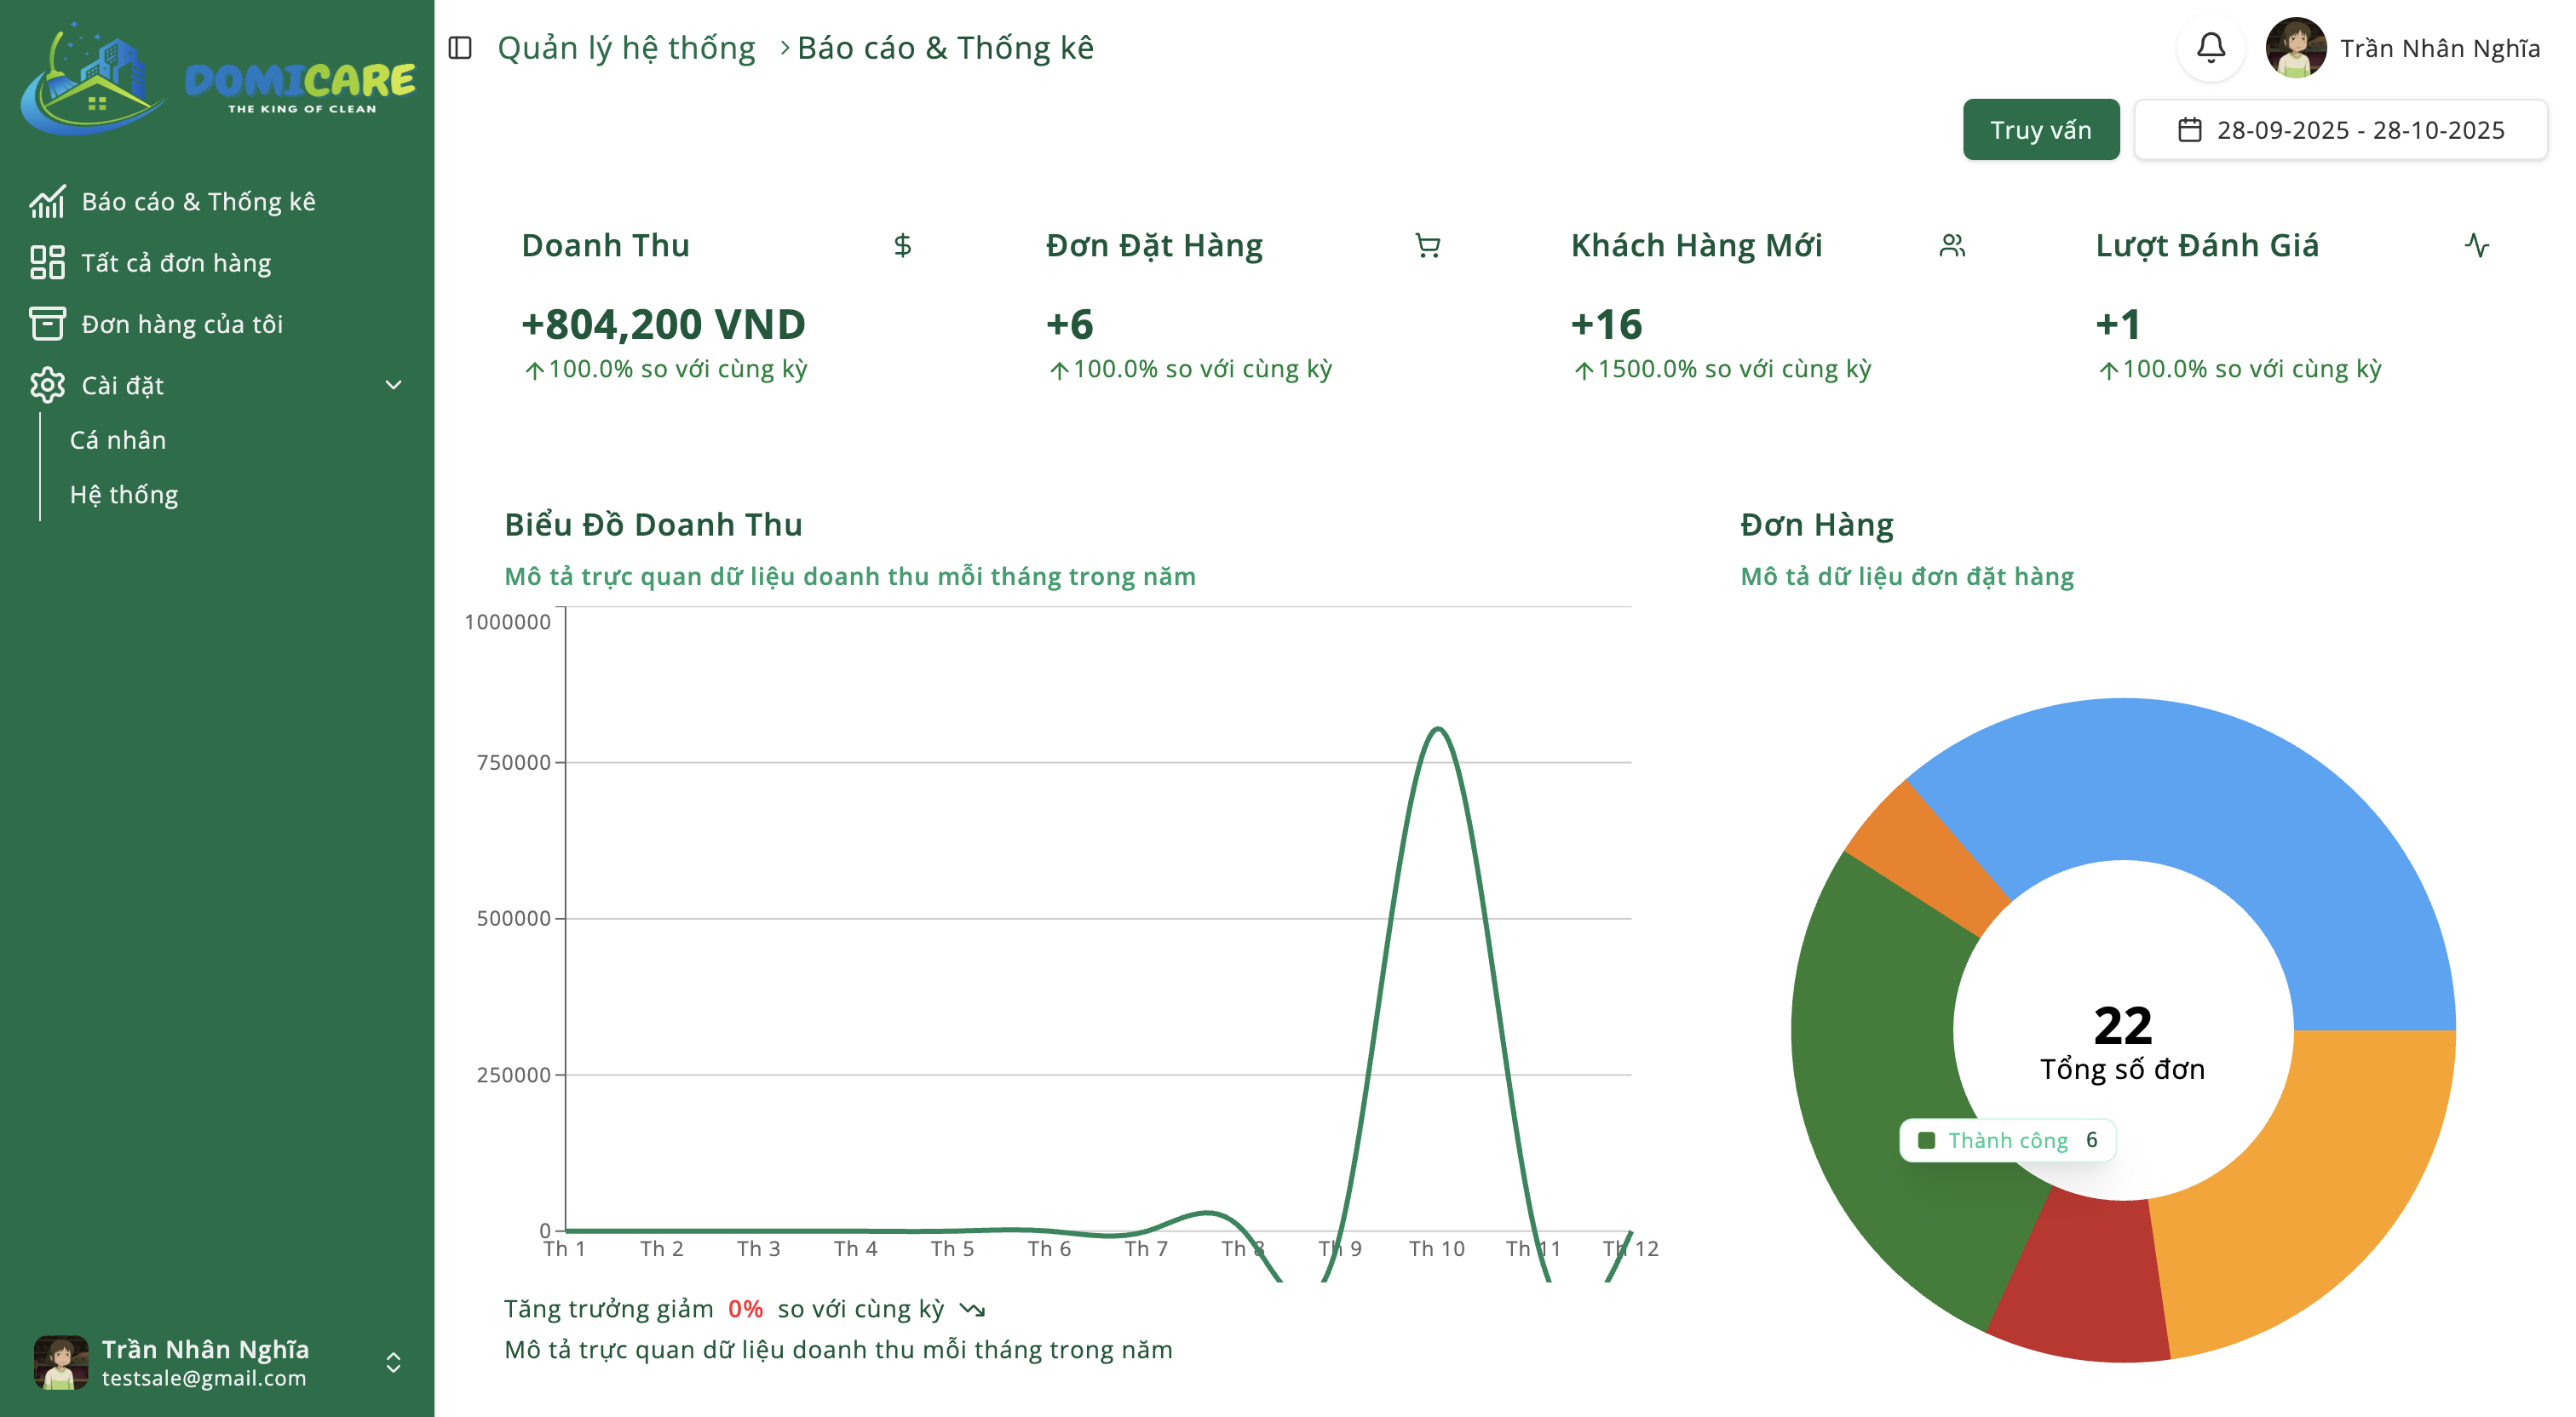 DOMICARE
THE KING OF CLEAN
Báo cáo & Thống kê
Tất cả đơn hàng
Đơn hàng của tôi
Cài đặt
Cá nhân
Hệ thống
Trần Nhân Nghĩa
testsale@gmail.com
Quản lý hệ thống > Báo cáo & Thống kê
Trần Nhân Nghĩa
Truy vấn
28-09-2025 - 28-10-2025
Doanh Thu
+804,200 VND
↑100.0% so với cùng kỳ
Đơn Đặt Hàng
+6
↑100.0% so với cùng kỳ
Khách Hàng Mới
+16
↑1500.0% so với cùng kỳ
Lượt Đánh Giá
+1
↑100.0% so với cùng kỳ
Biểu Đồ Doanh Thu
Mô tả trực quan dữ liệu doanh thu mỗi tháng trong năm
1000000
750000
500000
250000
0
Th 1 Th 2 Th 3 Th 4 Th 5 Th 6 Th 7 Th 8 Th 9 Th 10 Th 11 Th 12
Tăng trưởng giảm 0% so với cùng kỳ
Mô tả trực quan dữ liệu doanh thu mỗi tháng trong năm
Đơn Hàng
Mô tả dữ liệu đơn đặt hàng
22
Tổng số đơn
Thành công 6